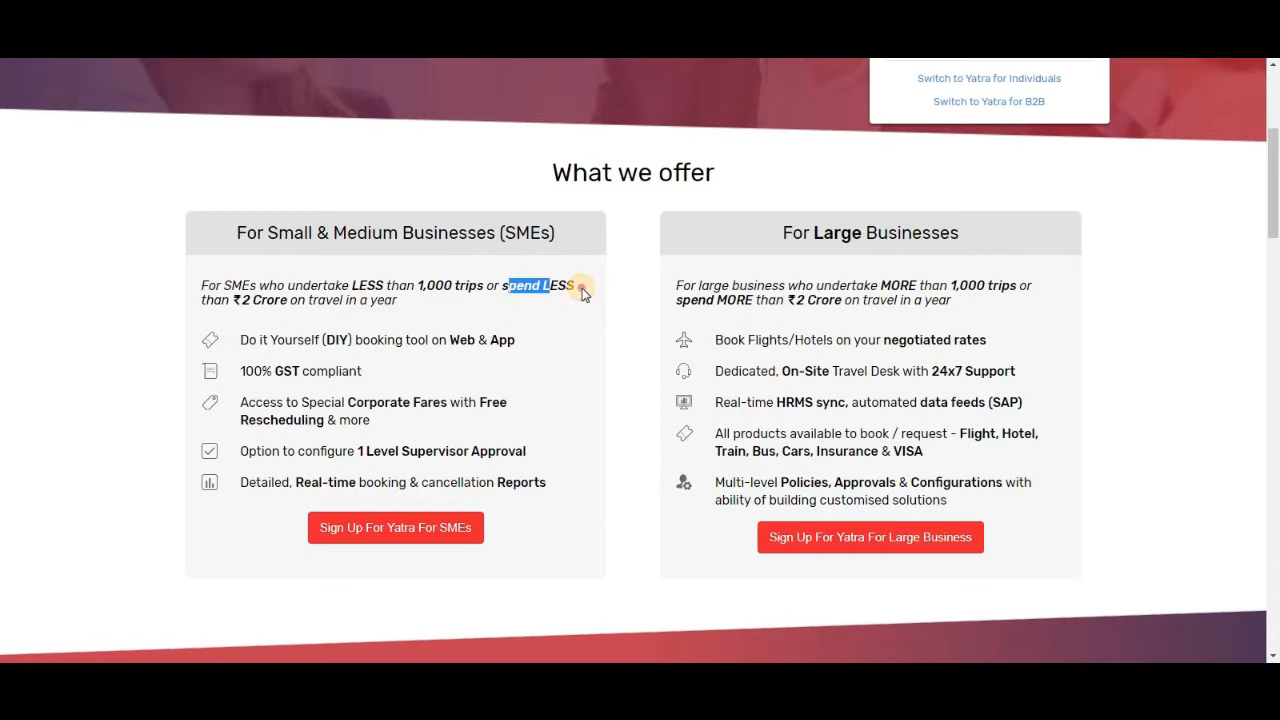 Switch to Yatra for Individuals
Switch to Yatra for B2B
What we offer
For Small & Medium Businesses (SMEs)
For SMEs who undertake LESS than 1,000 trips or spend LESS
than ₹2 Crore on travel in a year
Do it Yourself (DIY) booking tool on Web & App
100% GST compliant
Access to Special Corporate Fares with Free
Rescheduling & more
Option to configure 1 Level Supervisor Approval
Detailed, Real-time booking & cancellation Reports
Sign Up For Yatra For SMEs
For Large Businesses
For large business who undertake MORE than 1,000 trips or
spend MORE than ₹2 Crore on travel in a year
Book Flights/Hotels on your negotiated rates
Dedicated, On-Site Travel Desk with 24x7 Support
Real-time HRMS sync, automated data feeds (SAP)
All products available to book / request - Flight, Hotel,
Train, Bus, Cars, Insurance & VISA
Multi-level Policies, Approvals & Configurations with
ability of building customised solutions
Sign Up For Yatra For Large Business